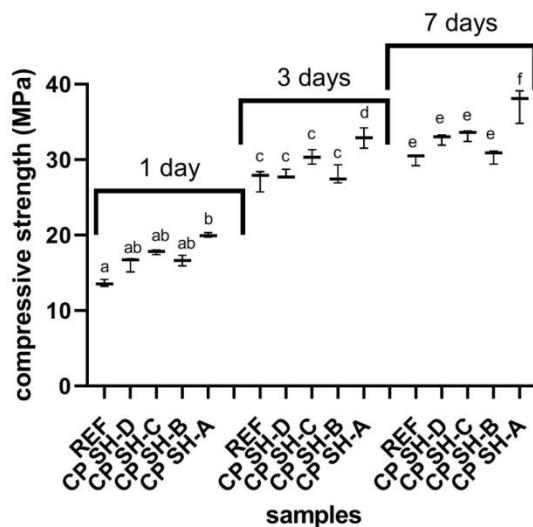 7 days
3 days
1 day
compressive strength (MPa)
40
30
20
10
0
a
ab
ab
ab
b
c
c
c
c
d
e
e
e
e
f
REF
CP SH-D
CP SH-C
CP SH-B
CP SH-A
REF
CP SH-D
CP SH-C
CP SH-B
CP SH-A
REF
CP SH-D
CP SH-C
CP SH-B
CP SH-A
samples